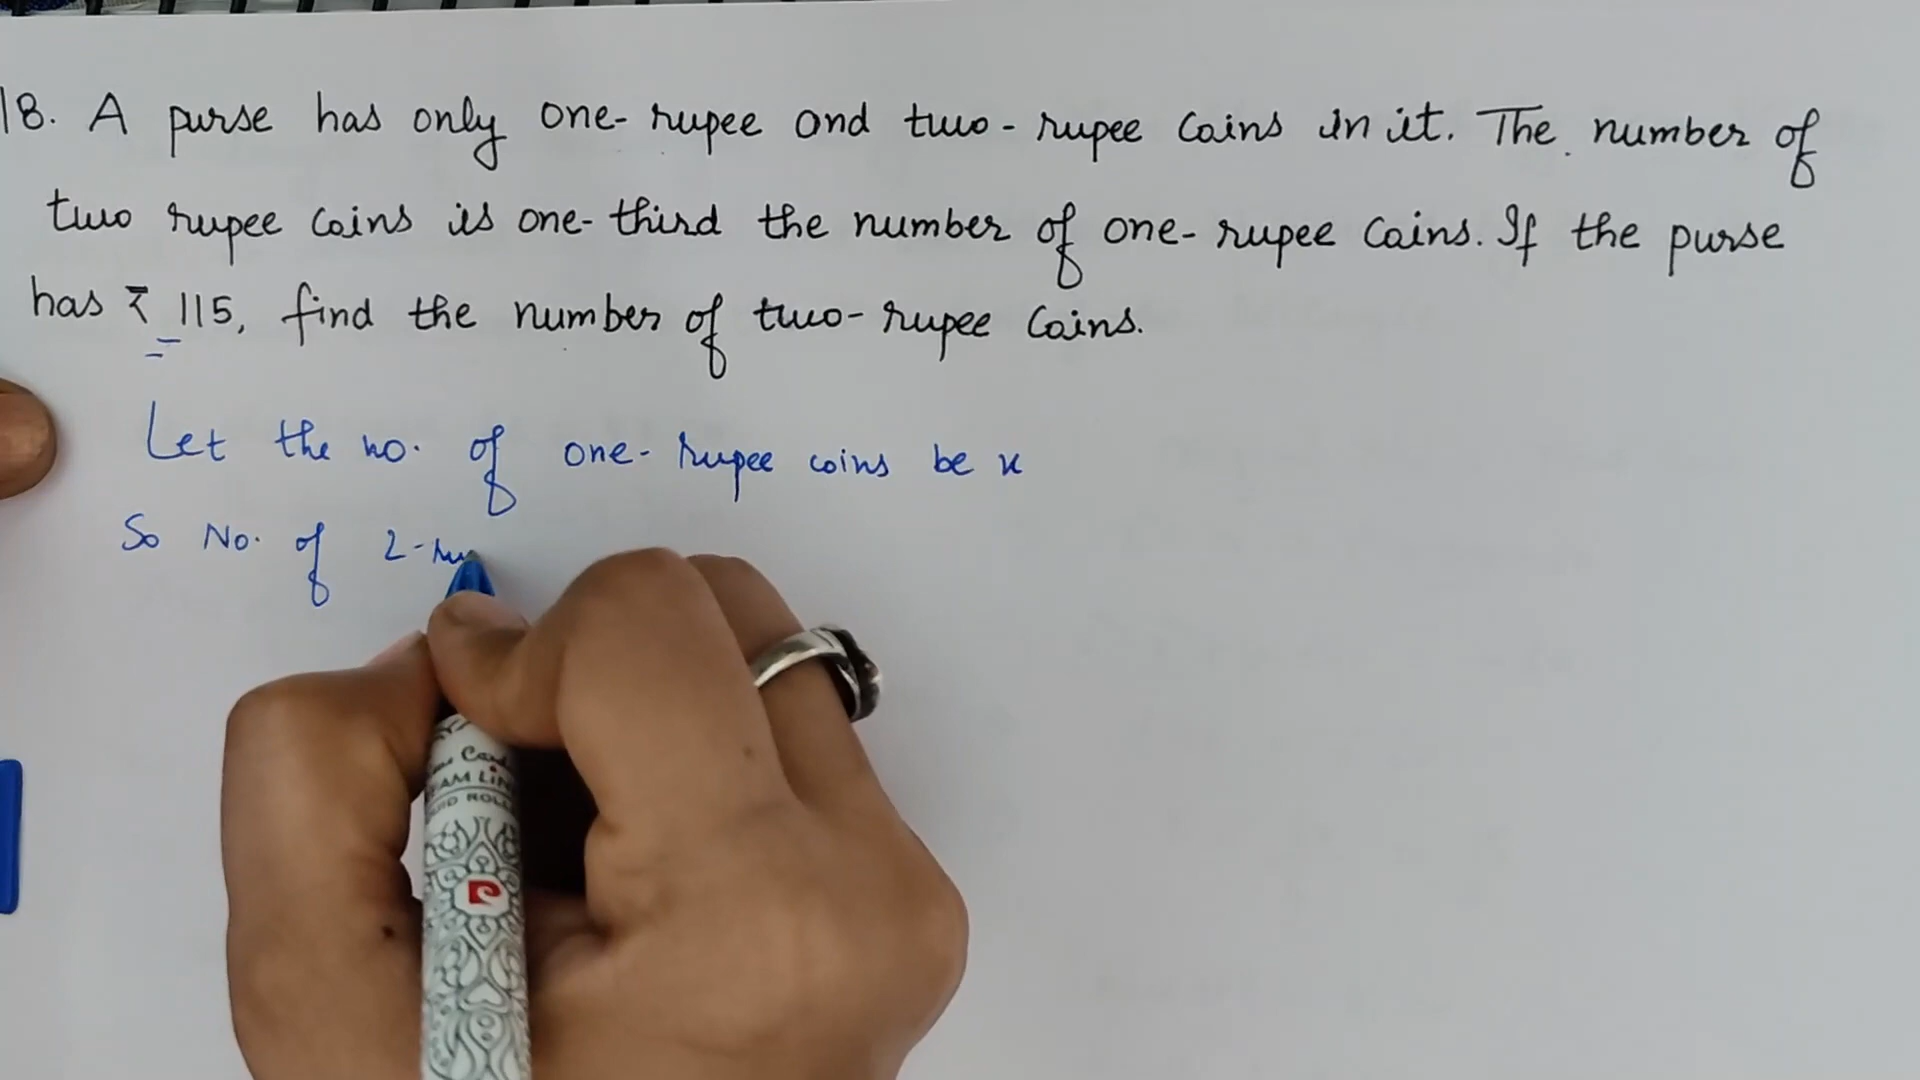 18. A purse has only one-rupee and two-rupee coins in it. The number of
two rupee coins is one-third the number of one-rupee coins. If the purse
has ₹ 115, find the number of two-rupee coins.
Let the no. of one-rupee coins be x
So No. of 2-ru